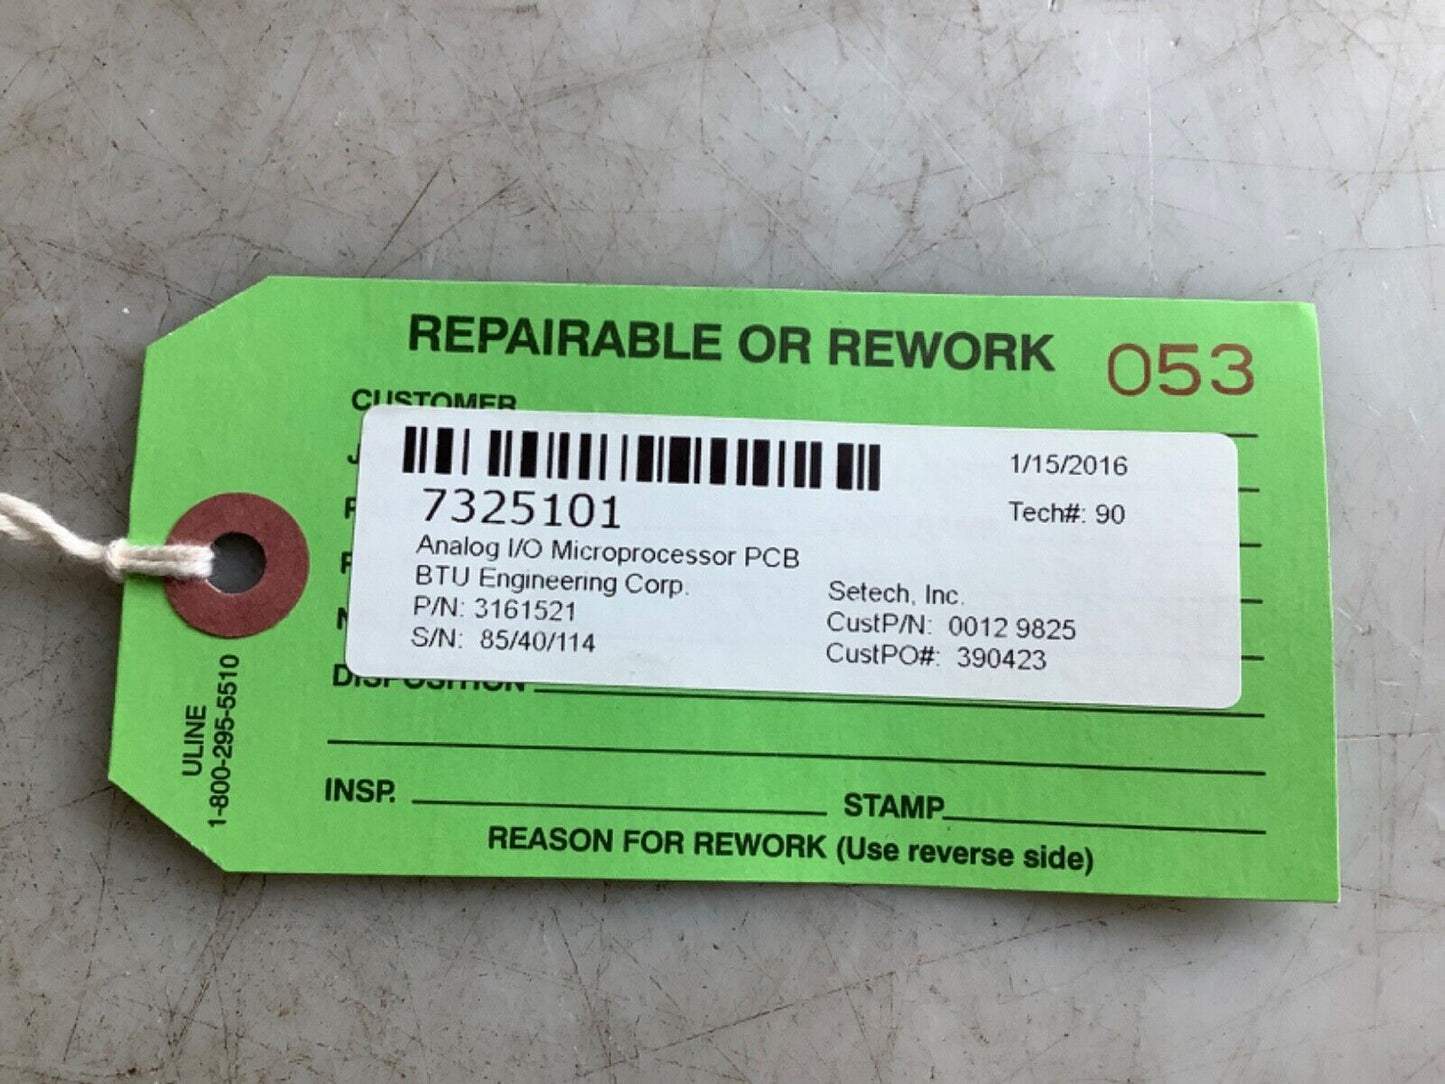 REPAIRABLE OR REWORK 053
CUSTOMER
1/15/2016
7325101
Tech#: 90
Analog I/O Microprocessor PCB
BTU Engineering Corp.
P/N: 3161521
S/N: 85/40/114
Setech, Inc.
CustP/N: 0012 9825
CustPO#: 390423
DISPOSITION
INSP. STAMP
REASON FOR REWORK (Use reverse side)
ULINE
1-800-295-5510